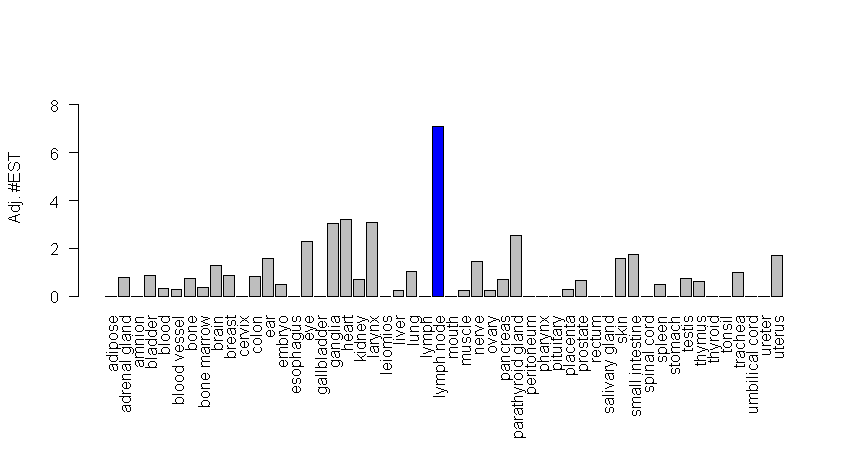 Adj. #EST
8
6
4
2
0
adipose
adrenal gland
amnion
bladder
blood
blood vessel
bone
bone marrow
brain
breast
cervix
colon
ear
embryo
esophagus
eye
gallbladder
ganglia
heart
kidney
larynx
leiomios
liver
lung
lymph
lymph node
mouth
muscle
nerve
ovary
pancreas
parathyroid gland
peritoneum
pharynx
pituitary
placenta
prostate
rectum
salivary gland
skin
small intestine
spinal cord
spleen
stomach
testis
thymus
thyroid
tonsil
trachea
umbilical cord
ureter
uterus